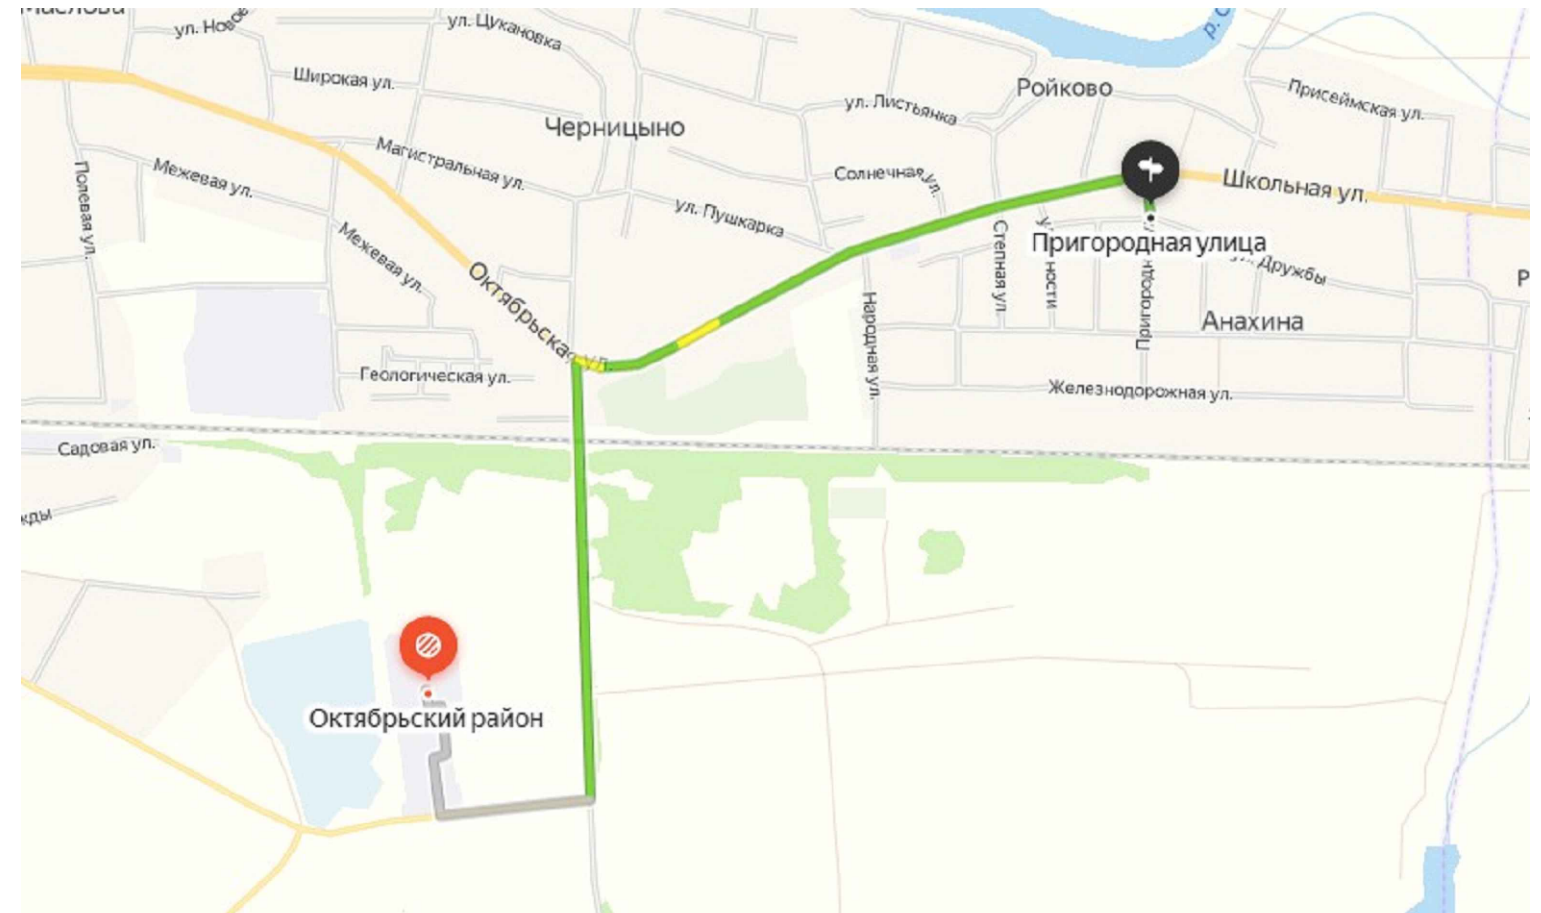 ул. Цукановка
Широкая ул.
Ройково
Присеймская ул.
ул. Листьянка
Черницыно
Магистральная ул.
Межевая ул.
Полевая ул.
Солнечная ул.
Школьная ул.
ул. Пушкарка
Межевая ул.
Степная ул.
Пригородная улица
ул. Дружбы
Октябрьская ул.
Народная ул.
Анахина
Геологическая ул.
Железнодорожная ул.
Садовая ул.
Октябрьский район